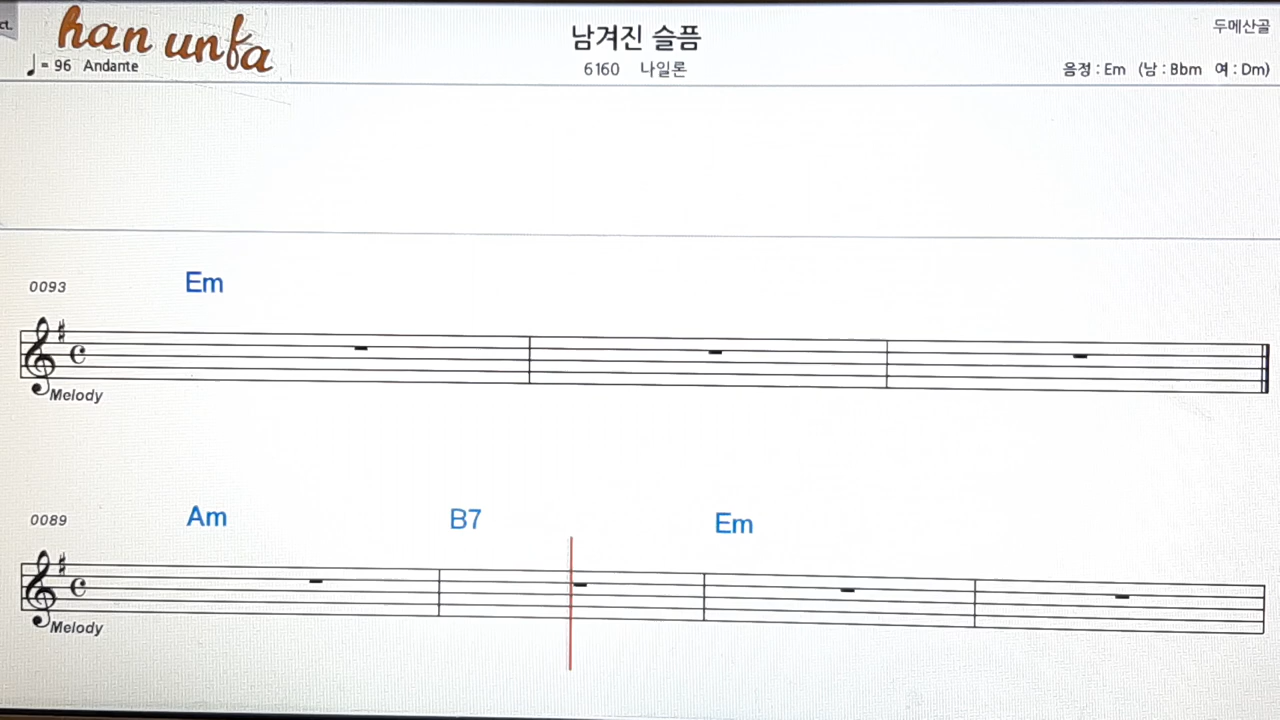 ct.
han unfa
남겨진 슬픔
두메산골
♩= 96 Andante
6160 나일론
음정 : Em (남 : Bbm 여 : Dm)
0093 Em
Melody
0089 Am B7 Em
Melody